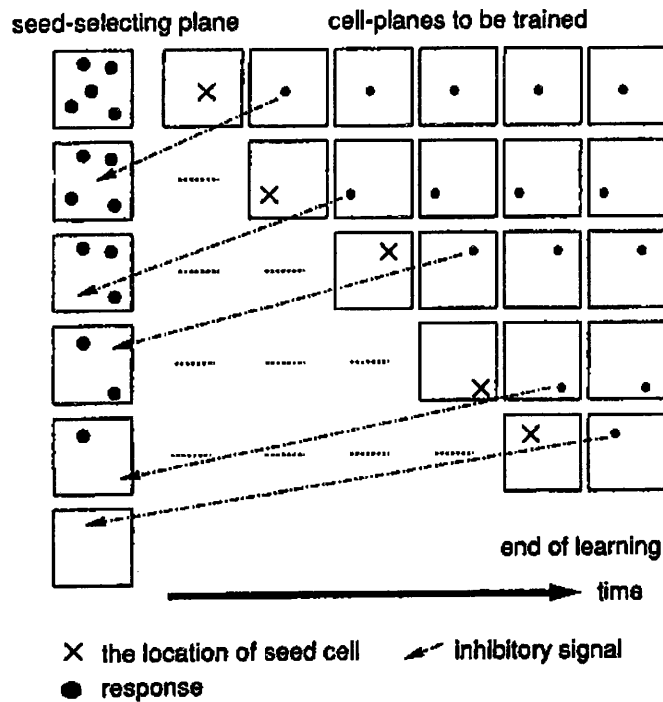 seed-selecting plane
cell-planes to be trained
end of learning
time
the location of seed cell
inhibitory signal
response